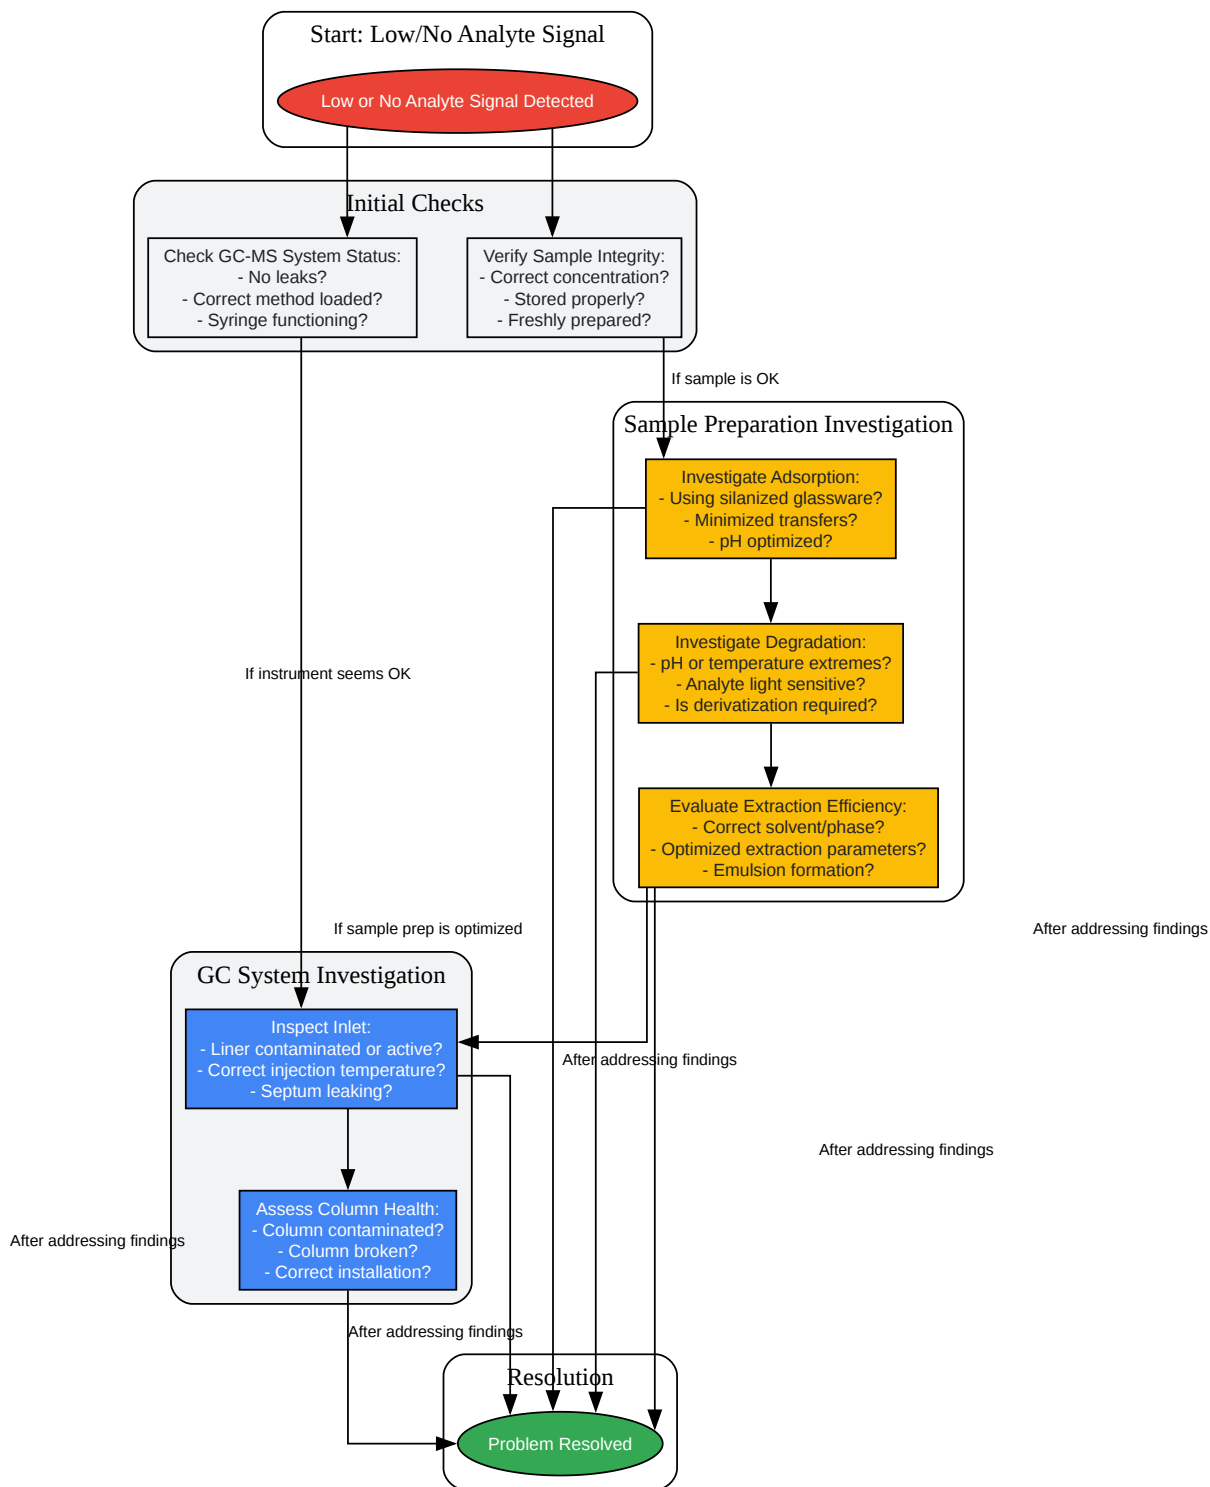 Start: Low/No Analyte Signal
Low or No Analyte Signal Detected
Initial Checks
Check GC-MS System Status:
- No leaks?
- Correct method loaded?
- Syringe functioning?
Verify Sample Integrity:
- Correct concentration?
- Stored properly?
- Freshly prepared?
If sample is OK
Sample Preparation Investigation
Investigate Adsorption:
- Using silanized glassware?
- Minimized transfers?
- pH optimized?
If instrument seems OK
Investigate Degradation:
- pH or temperature extremes?
- Analyte light sensitive?
- Is derivatization required?
Evaluate Extraction Efficiency:
- Correct solvent/phase?
- Optimized extraction parameters?
- Emulsion formation?
If sample prep is optimized
After addressing findings
GC System Investigation
Inspect Inlet:
- Liner contaminated or active?
- Correct injection temperature?
- Septum leaking?
After addressing findings
After addressing findings
Assess Column Health:
- Column contaminated?
- Column broken?
- Correct installation?
After addressing findings
After addressing findings
Resolution
Problem Resolved